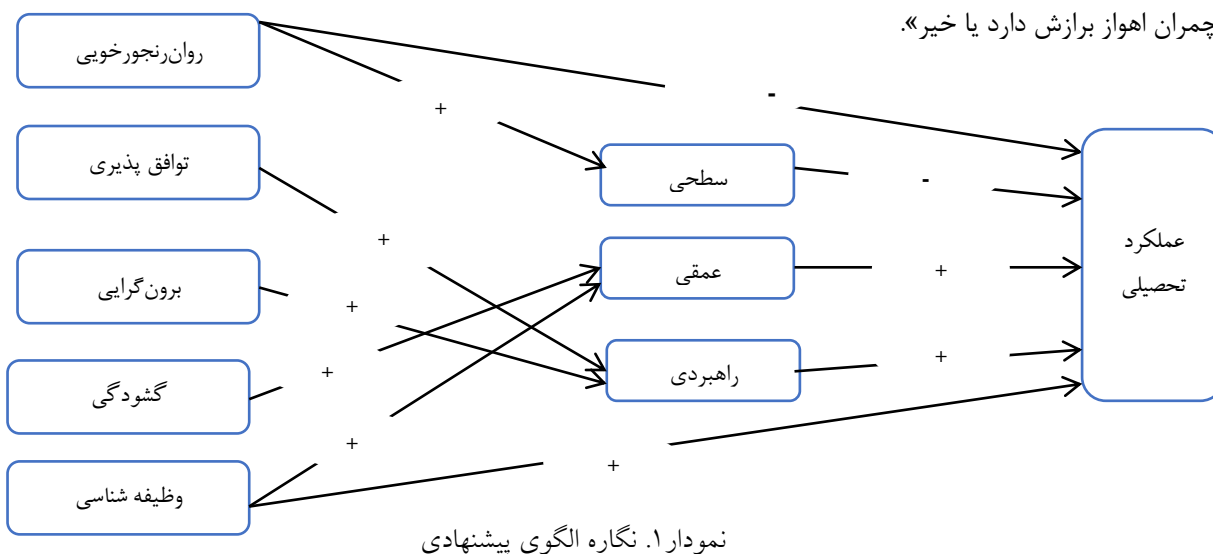 چمران اهواز برازش دارد یا خیر».
روان‌رنجورخویی
-
+
توافق پذیری
سطحی
-
+
عملکرد
تحصیلی
عمقی
+
برون‌گرایی
+
راهبردی
+
گشودگی
+
+
+
وظیفه شناسی
نمودار۱. نگاره الگوی پیشنهادی